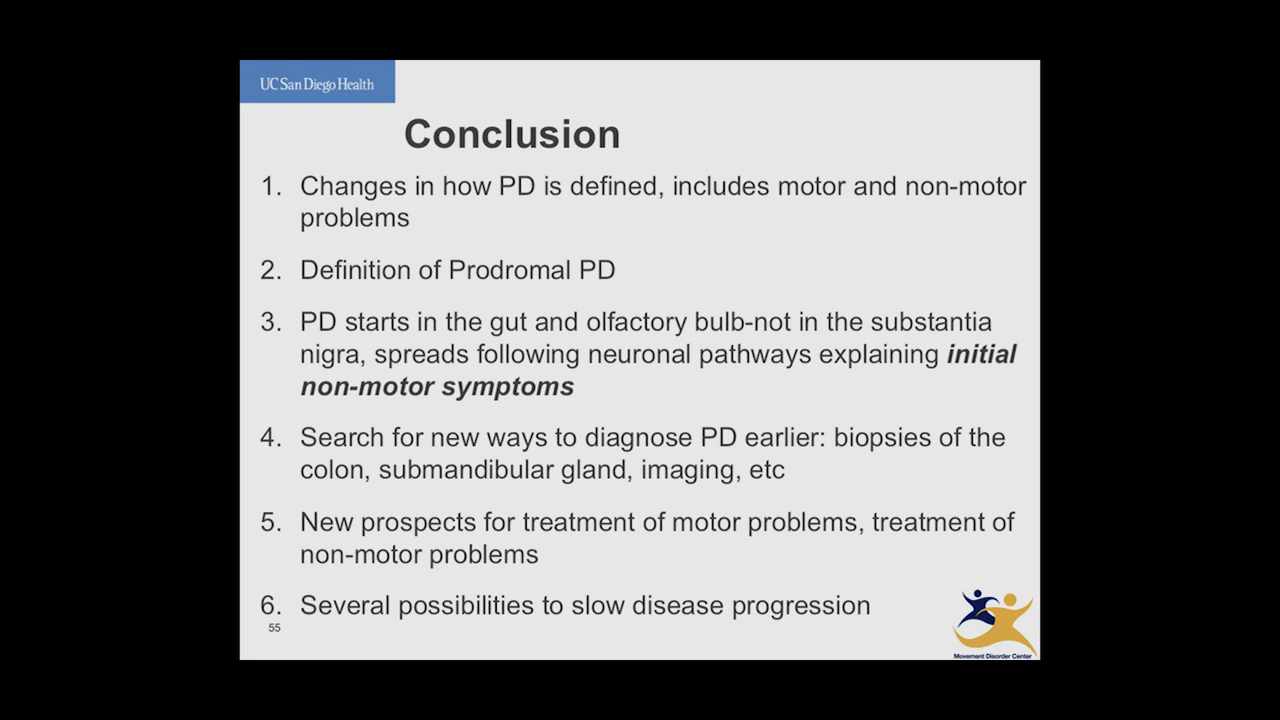 UC San Diego Health
Conclusion
1. Changes in how PD is defined, includes motor and non-motor
problems
2. Definition of Prodromal PD
3. PD starts in the gut and olfactory bulb-not in the substantia
nigra, spreads following neuronal pathways explaining initial
non-motor symptoms
4. Search for new ways to diagnose PD earlier: biopsies of the
colon, submandibular gland, imaging, etc
5. New prospects for treatment of motor problems, treatment of
non-motor problems
6. Several possibilities to slow disease progression
55
Movement Disorder Center